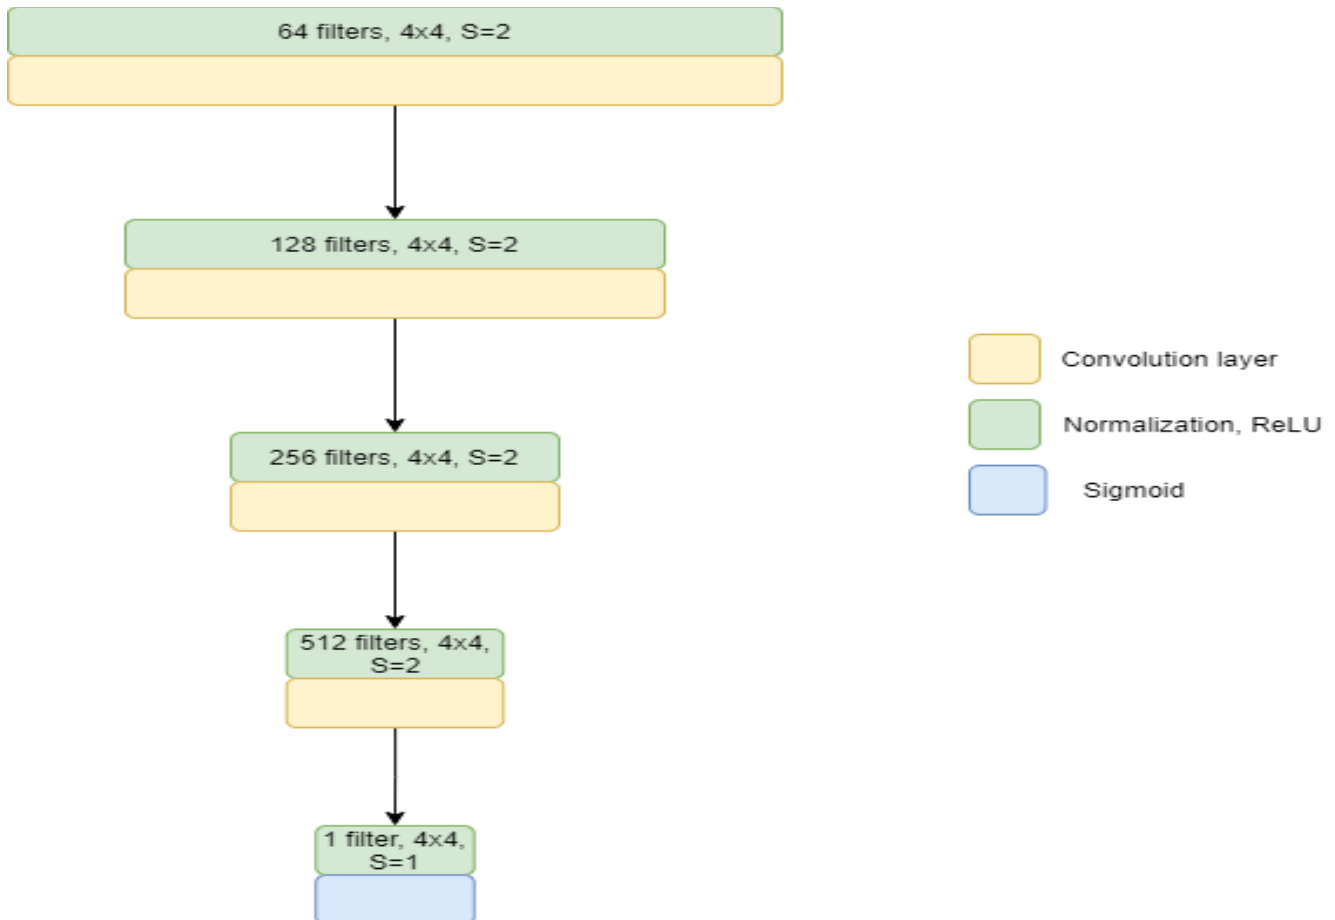 64 filters, 4x4, S=2
128 filters, 4x4, S=2
256 filters, 4x4, S=2
512 filters, 4x4,
S=2
1 filter, 4x4,
S=1
Convolution layer
Normalization, ReLU
Sigmoid